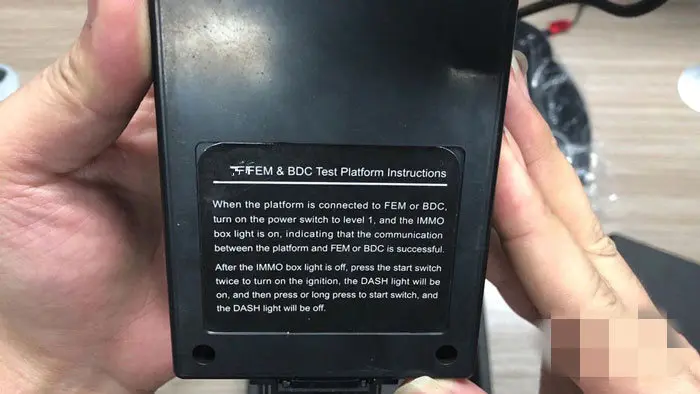 FEM & BDC Test Platform Instructions
When the platform is connected to FEM or BDC,
turn on the power switch to level 1, and the IMMO
box light is on, indicating that the communication
between the platform and FEM or BDC is successful.
After the IMMO box light is off, press the start switch
twice to turn on the ignition, the DASH light will be
on, and then press or long press to start switch, and
the DASH light will be off.